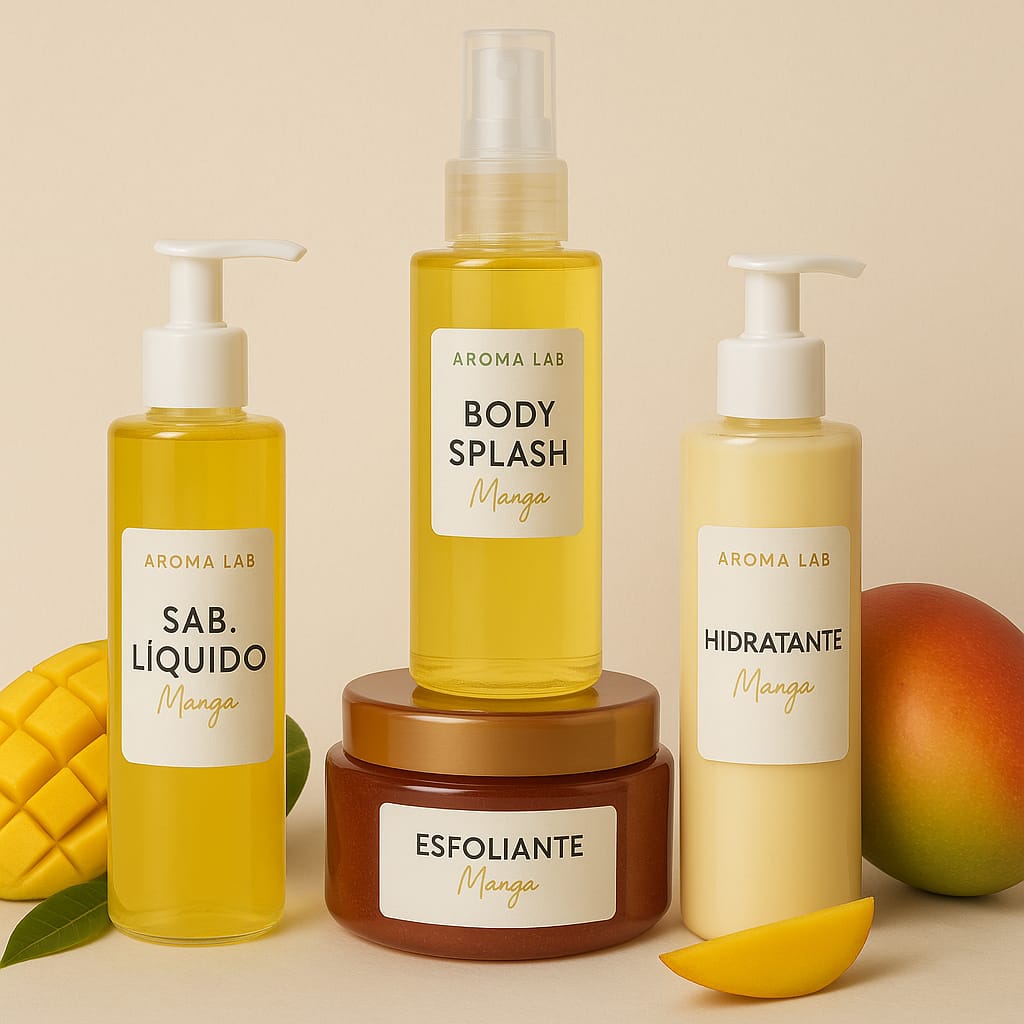 AROMA LAB
SAB.
LÍQUIDO
Manga
AROMA LAB
BODY
SPLASH
Manga
ESFOLIANTE
Manga
AROMA LAB
HIDRATANTE
Manga